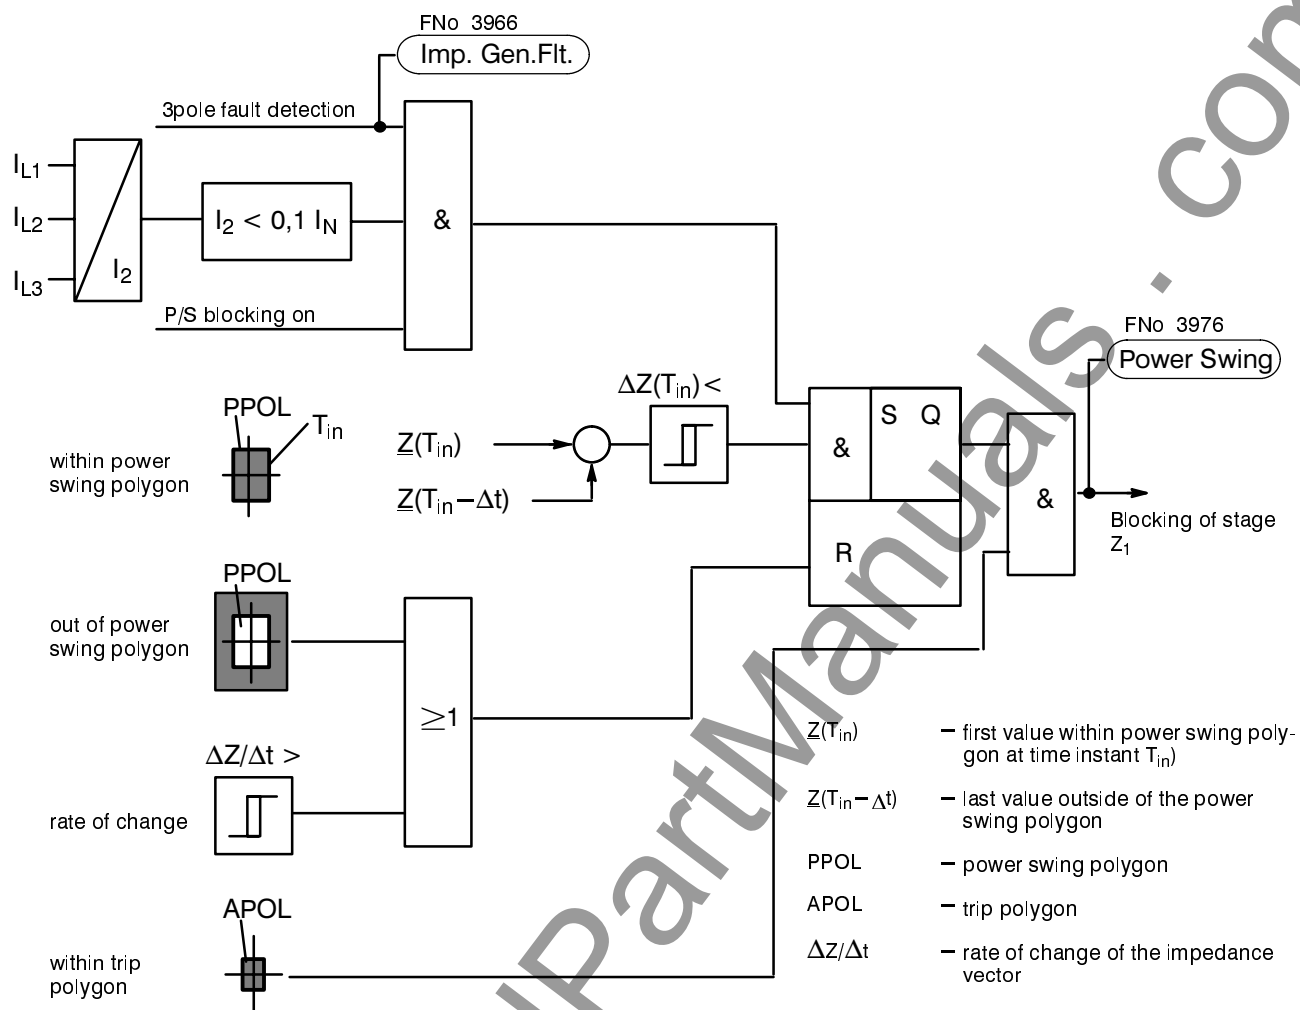 FNo 3966
Imp. Gen.Flt.
3pole fault detection
IL1
IL2
IL3
I2
I2 < 0,1 IN
&
P/S blocking on
FNo 3976
Power Swing
ΔZ(Tin) <
PPOL
Tin
within power
swing polygon
Z(Tin)
Z(Tin−Δt)
&
S Q
R
&
Blocking of stage
Z1
PPOL
out of power
swing polygon
≥1
ΔZ/Δt >
rate of change
APOL
within trip
polygon
Z(Tin) – first value within power swing poly-
gon at time instant Tin)
Z(Tin−Δt) – last value outside of the power
swing polygon
PPOL – power swing polygon
APOL – trip polygon
ΔZ/Δt – rate of change of the impedance
vector
lPartManuals . com